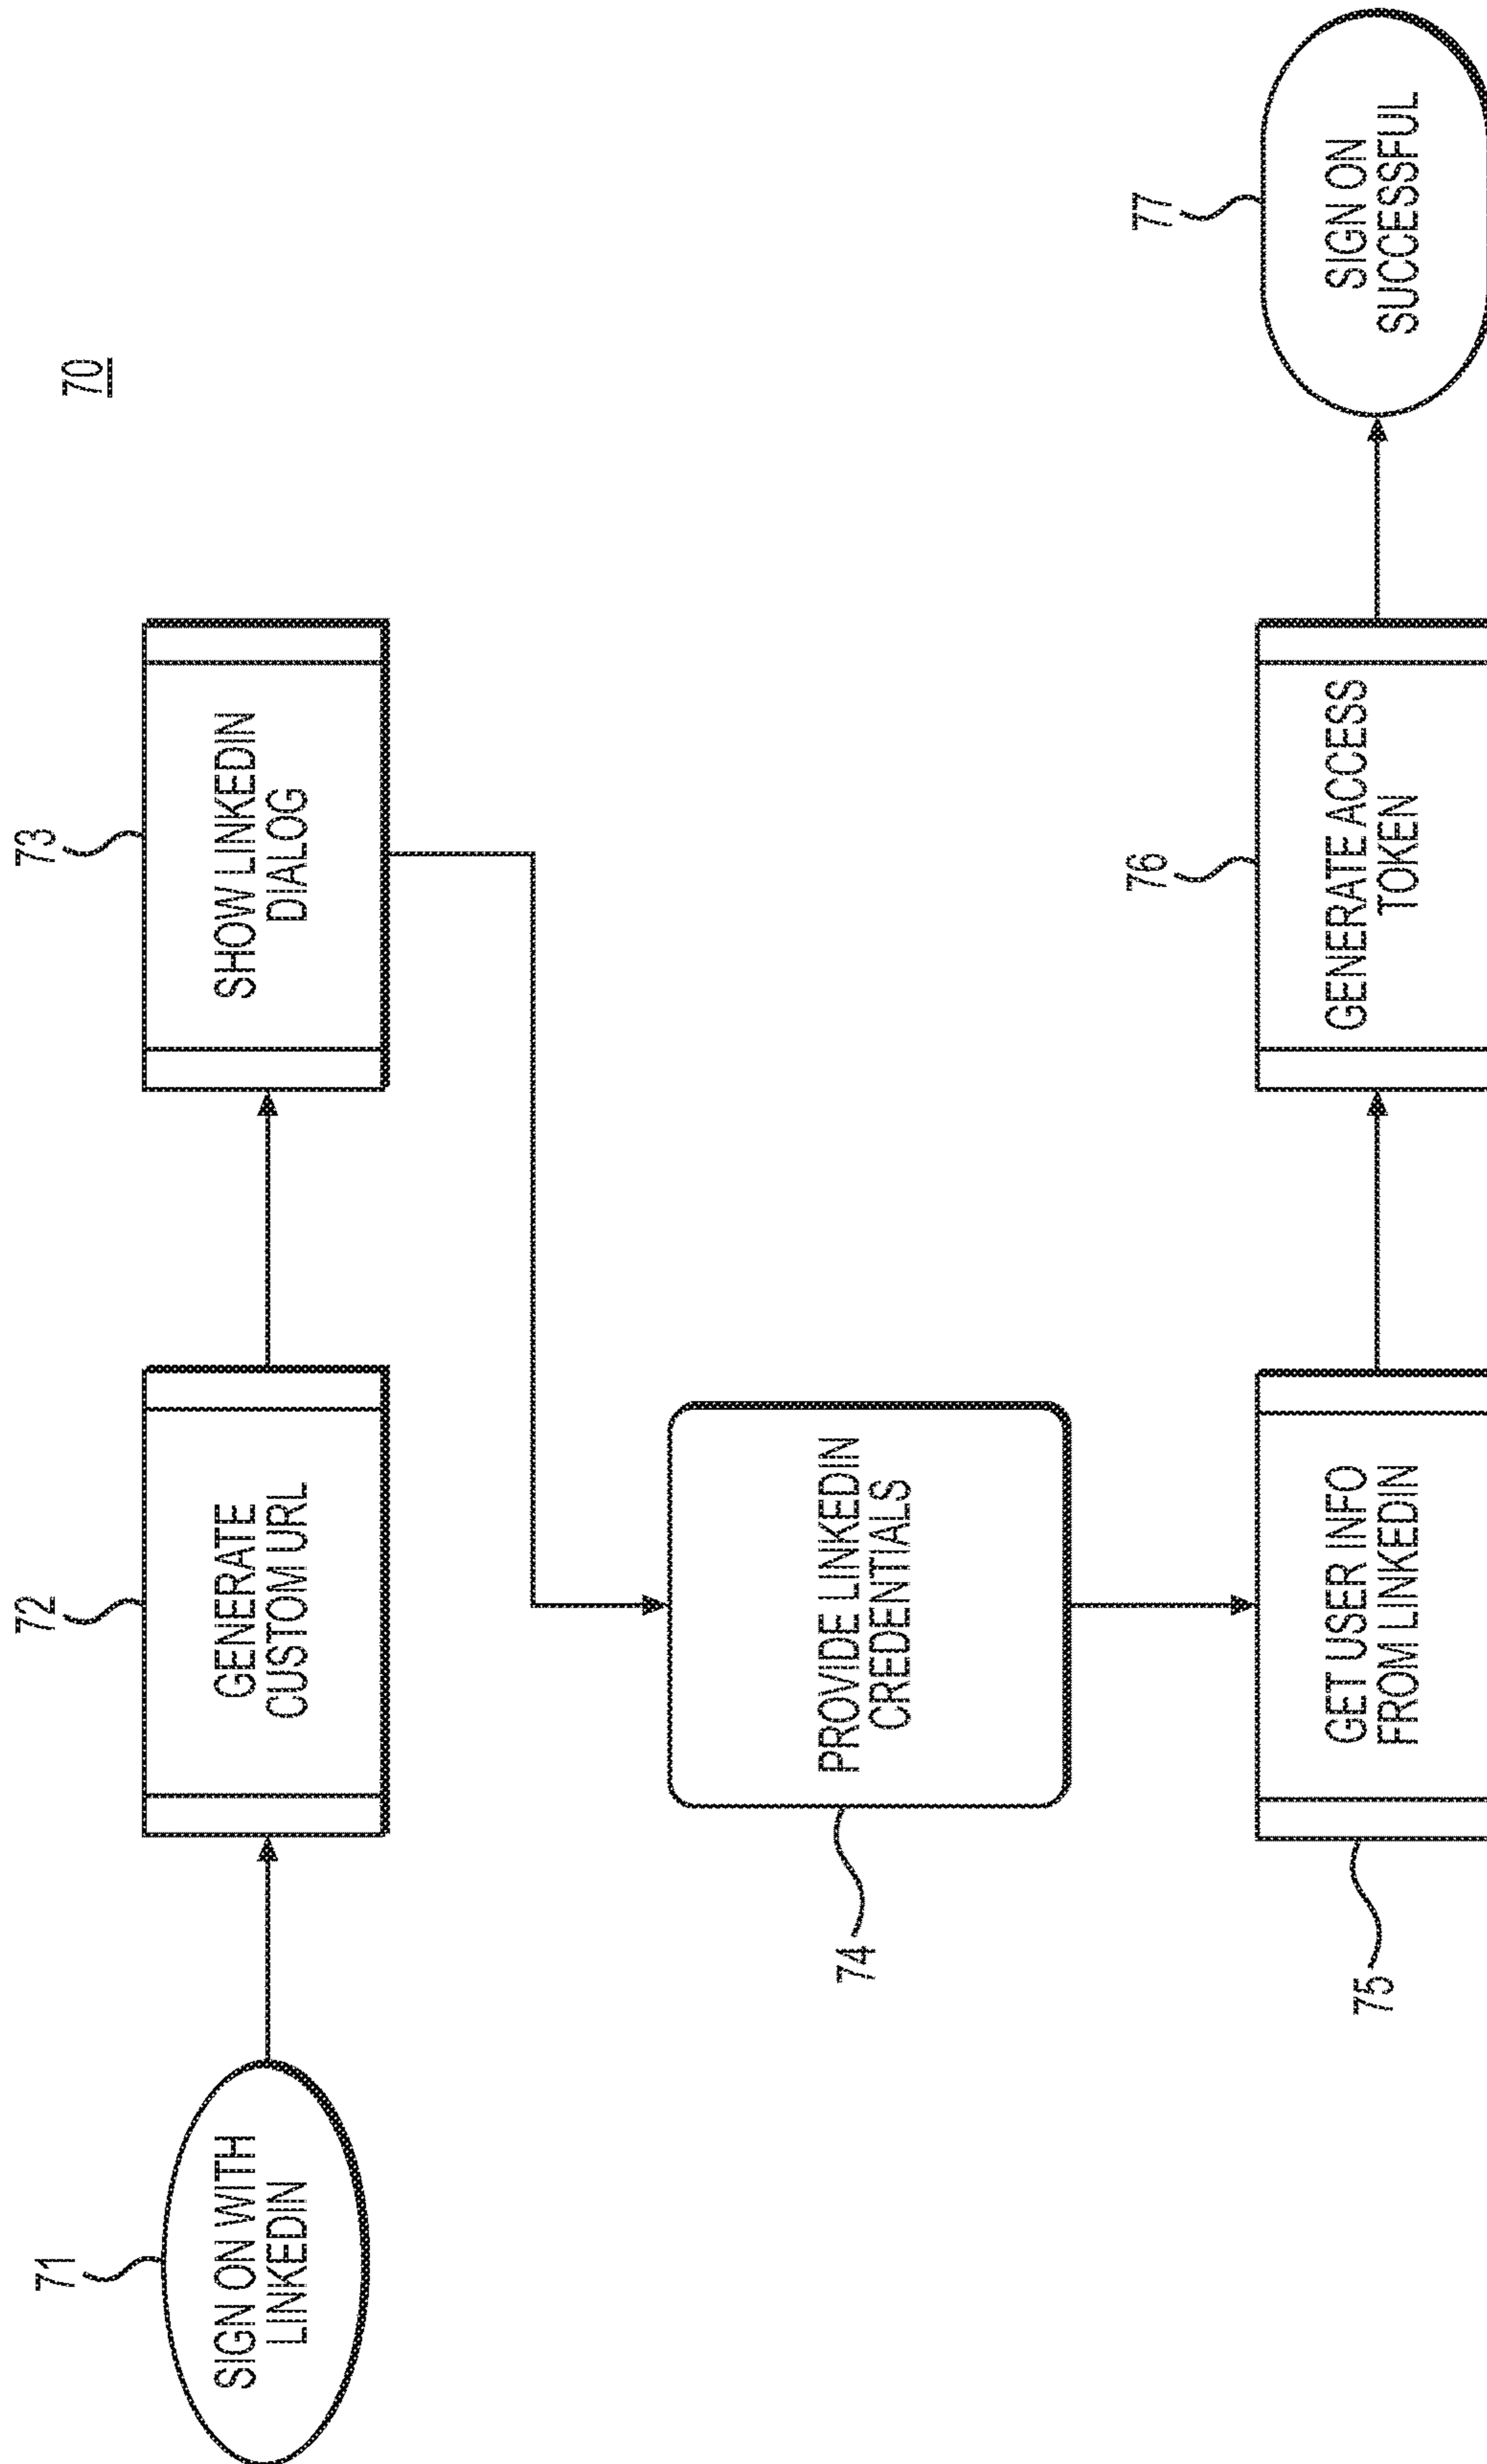 70
71
SIGN ON WITH
LINKEDIN
72
GENERATE
CUSTOM URL
73
SHOW LINKEDIN
DIALOG
74
PROVIDE LINKEDIN
CREDENTIALS
75
GET USER INFO
FROM LINKEDIN
76
GENERATE ACCESS
TOKEN
77
SIGN ON
SUCCESSFUL